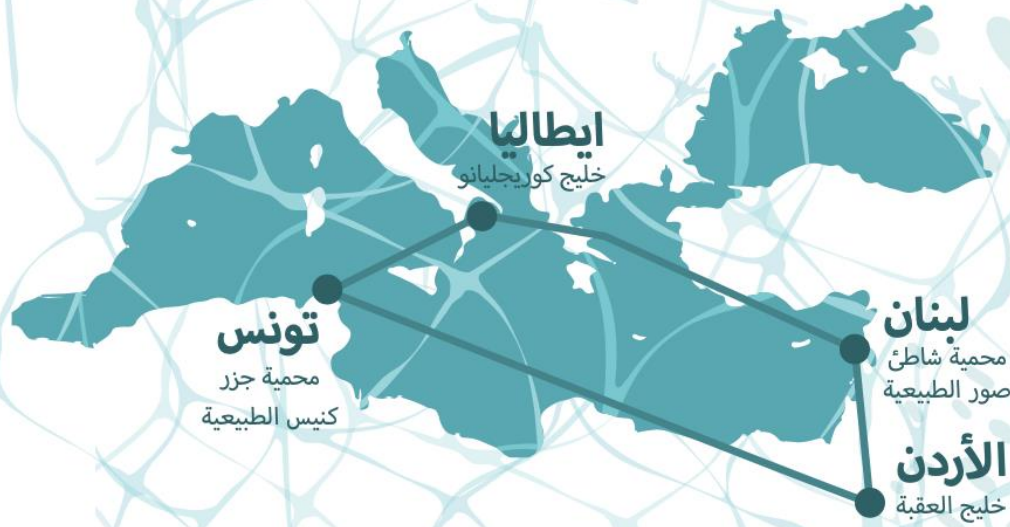 ايطاليا
خليج كوريجليانو
تونس
محمية جزر
كنيس الطبيعية
لبنان
محمية شاطئ
صور الطبيعية
الأردن
خليج العقبة